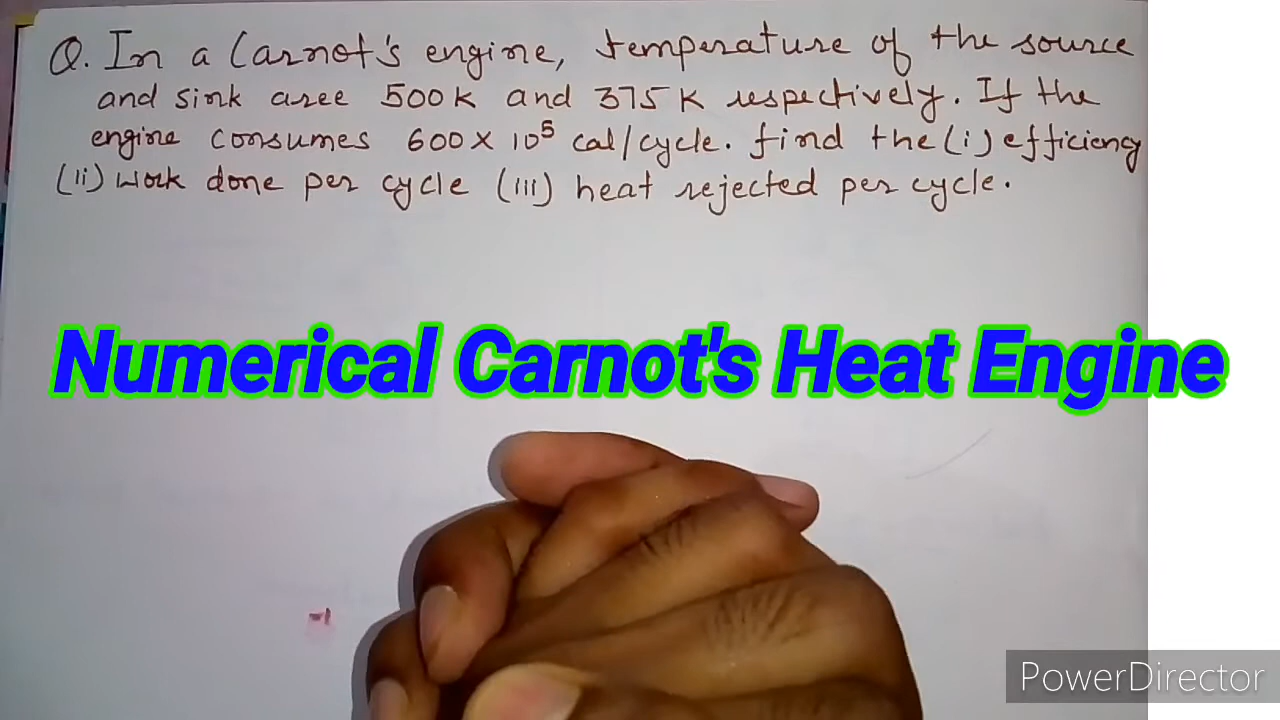 Q. In a Carnot's engine, temperature of the source
and sink aree 500K and 375K respectively. If the
engine consumes 600 x 10⁵ cal/cycle. find the (i) efficiency
(ii) Work done per cycle (iii) heat rejected per cycle.
Numerical Carnot's Heat Engine
PowerDirector